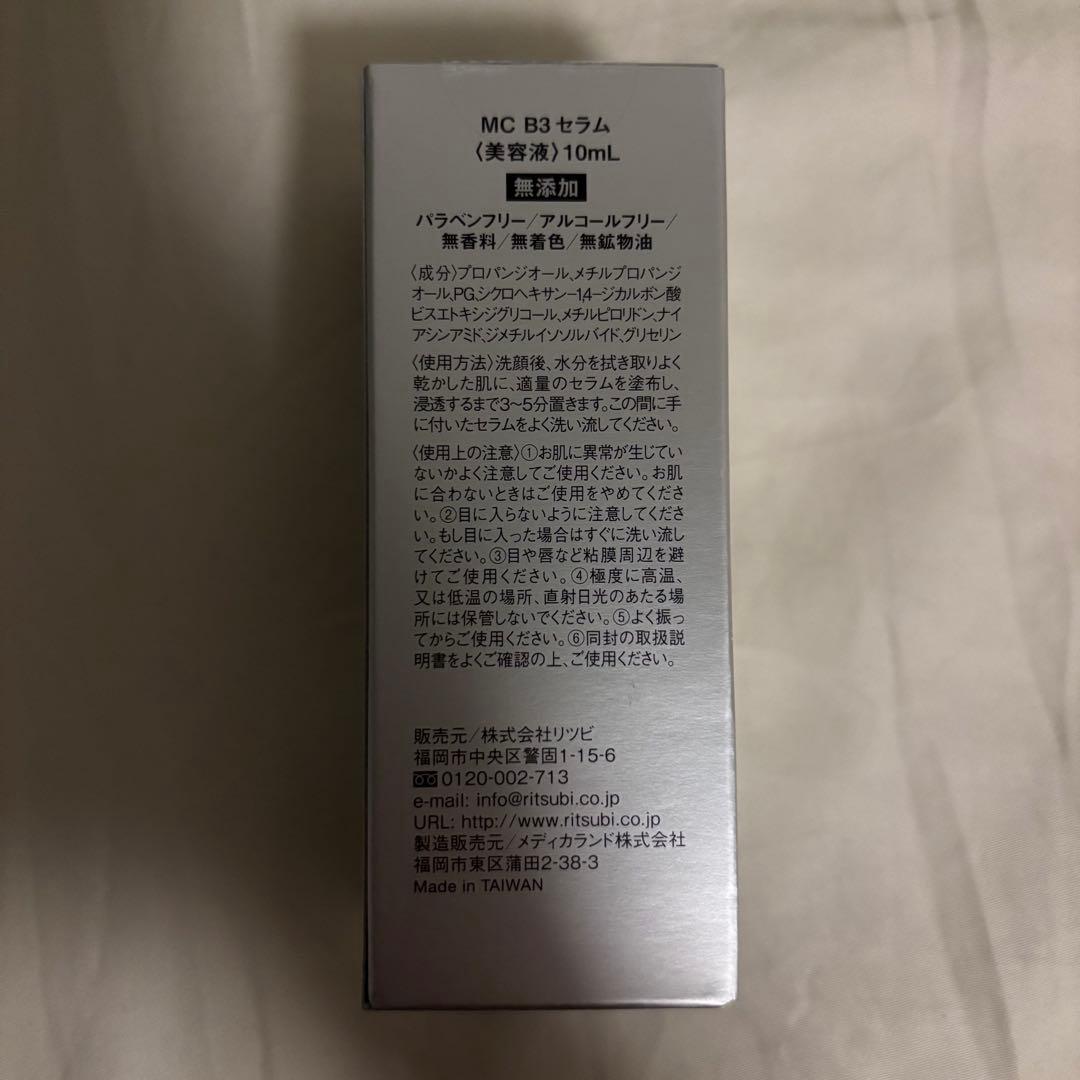 MC B3 セラム
〈美容液〉10mL
無添加
パラベンフリー/アルコールフリー/
無香料/無着色/無鉱物油
〈成分〉プロパンジオール、メチルプロパンジ
オール、PG、シクロヘキサン-1,4-ジカルボン酸
ビスエトキシジグリコール、メチルピロリドン、ナイ
アシンアミド、ジメチルイソソルバイド、グリセリン
〈使用方法〉洗顔後、水分を拭き取りよく
乾かした肌に、適量のセラムを塗布し、
浸透するまで3〜5分置きます。この間に手
に付いたセラムをよく洗い流してください。
〈使用上の注意〉①お肌に異常が生じてい
ないかよく注意してご使用ください。お肌
に合わないときはご使用をやめてくださ
い。②目に入らないように注意してくださ
い。もし目に入った場合はすぐに洗い流し
てください。③目や唇など粘膜周辺を避
けてご使用ください。④極度に高温、
又は低温の場所、直射日光のあたる場
所には保管しないでください。⑤よく振っ
てからご使用ください。⑥同封の取扱説
明書をよくご確認の上、ご使用ください。
販売元/株式会社リツビ
福岡市中央区警固1-15-6
0120-002-713
e-mail: info@ritsubi.co.jp
URL: http://www.ritsubi.co.jp
製造販売元/メディカランド株式会社
福岡市東区蒲田2-38-3
Made in TAIWAN